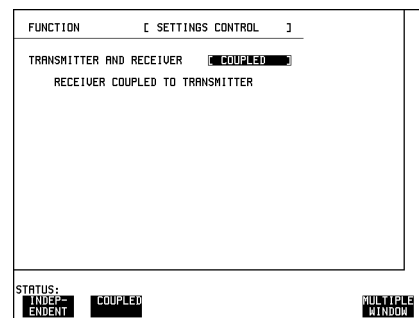 FUNCTION [ SETTINGS CONTROL ]
TRANSMITTER AND RECEIVER [ COUPLED ]
RECEIVER COUPLED TO TRANSMITTER
STATUS:
INDEP-
ENDENT
COUPLED
MULTIPLE
WINDOW